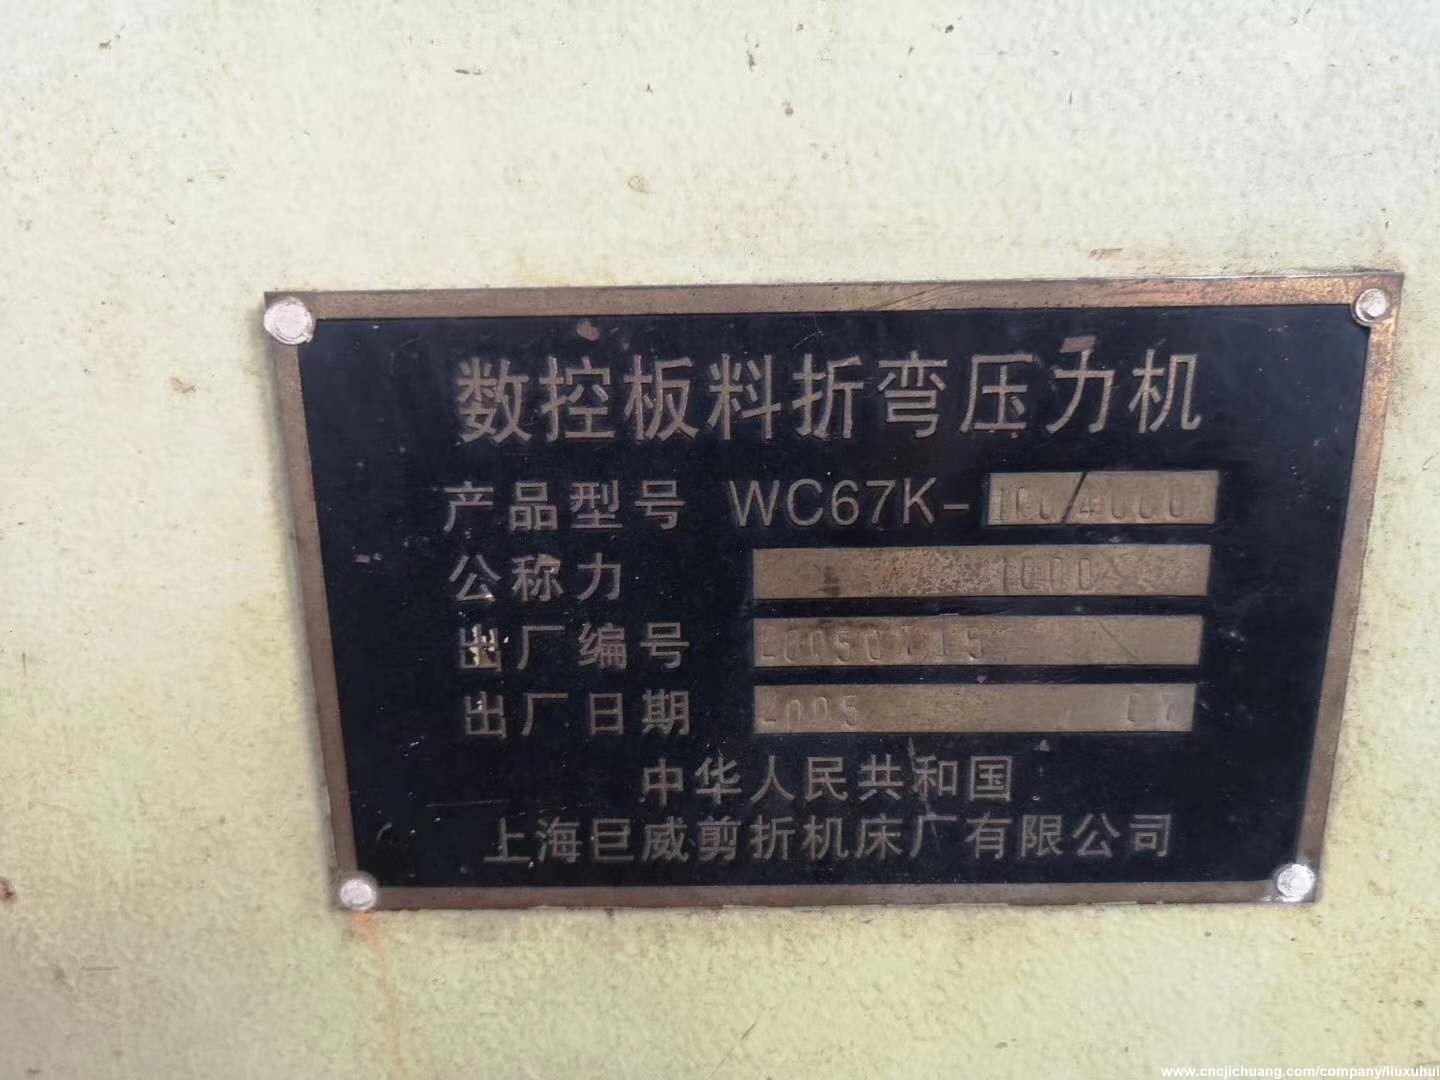 数控板料折弯压力机
产品型号 WC67K-100/4000
公称力 1000
出厂编号 0050715
出厂日期 005 07
中华人民共和国
上海巨威剪折机床厂有限公司
www.cncjichuang.com/company/liuxuhui